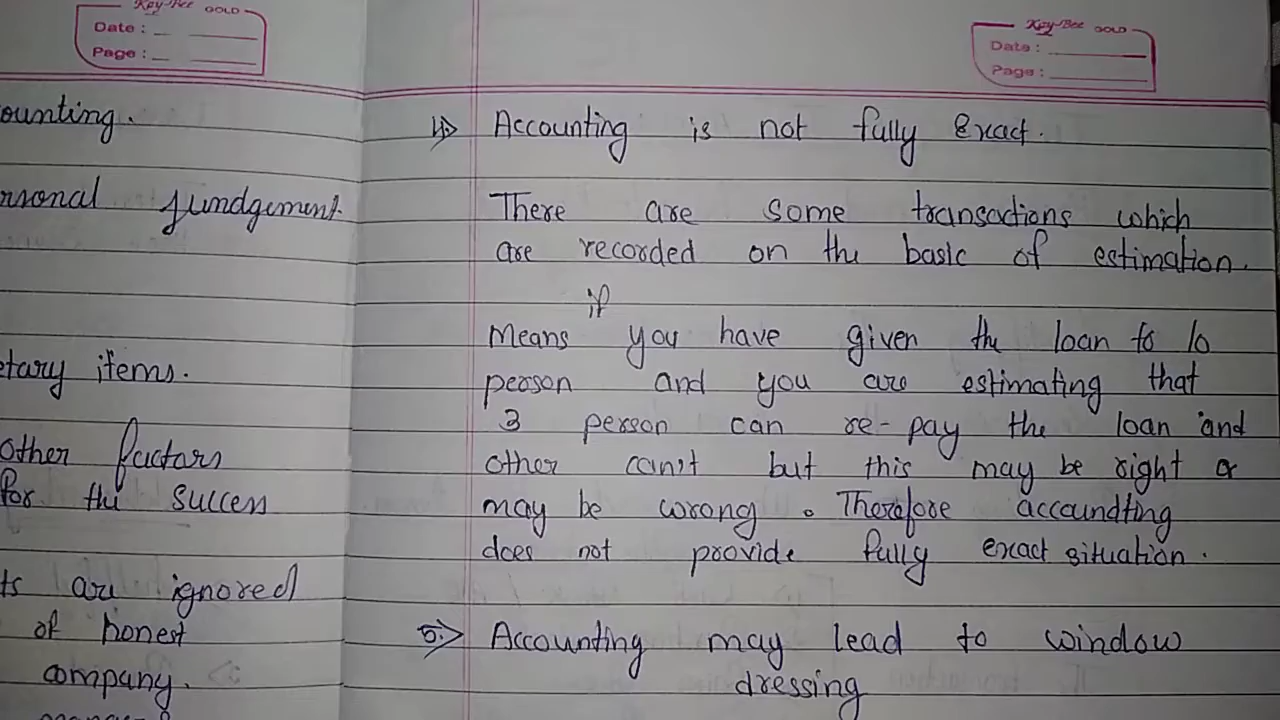 Key-Bee GOLD
Date :
Page :
ounting.
rsonal jundgement.
etary items.
other factors
for the success
ts are ignored
of honest
company.
Key-Bee GOLD
Date :
Page :
4> Accounting is not fully exact.
There are some transactions which
are recorded on the basic of estimation.
if
Means you have given the loan to 10
person and you are estimating that
3 person can re-pay the loan and
other can't but this may be right or
may be wrong. Therefore accoundting
does not provide fully exact situation.
5.> Accounting may lead to window
dressing